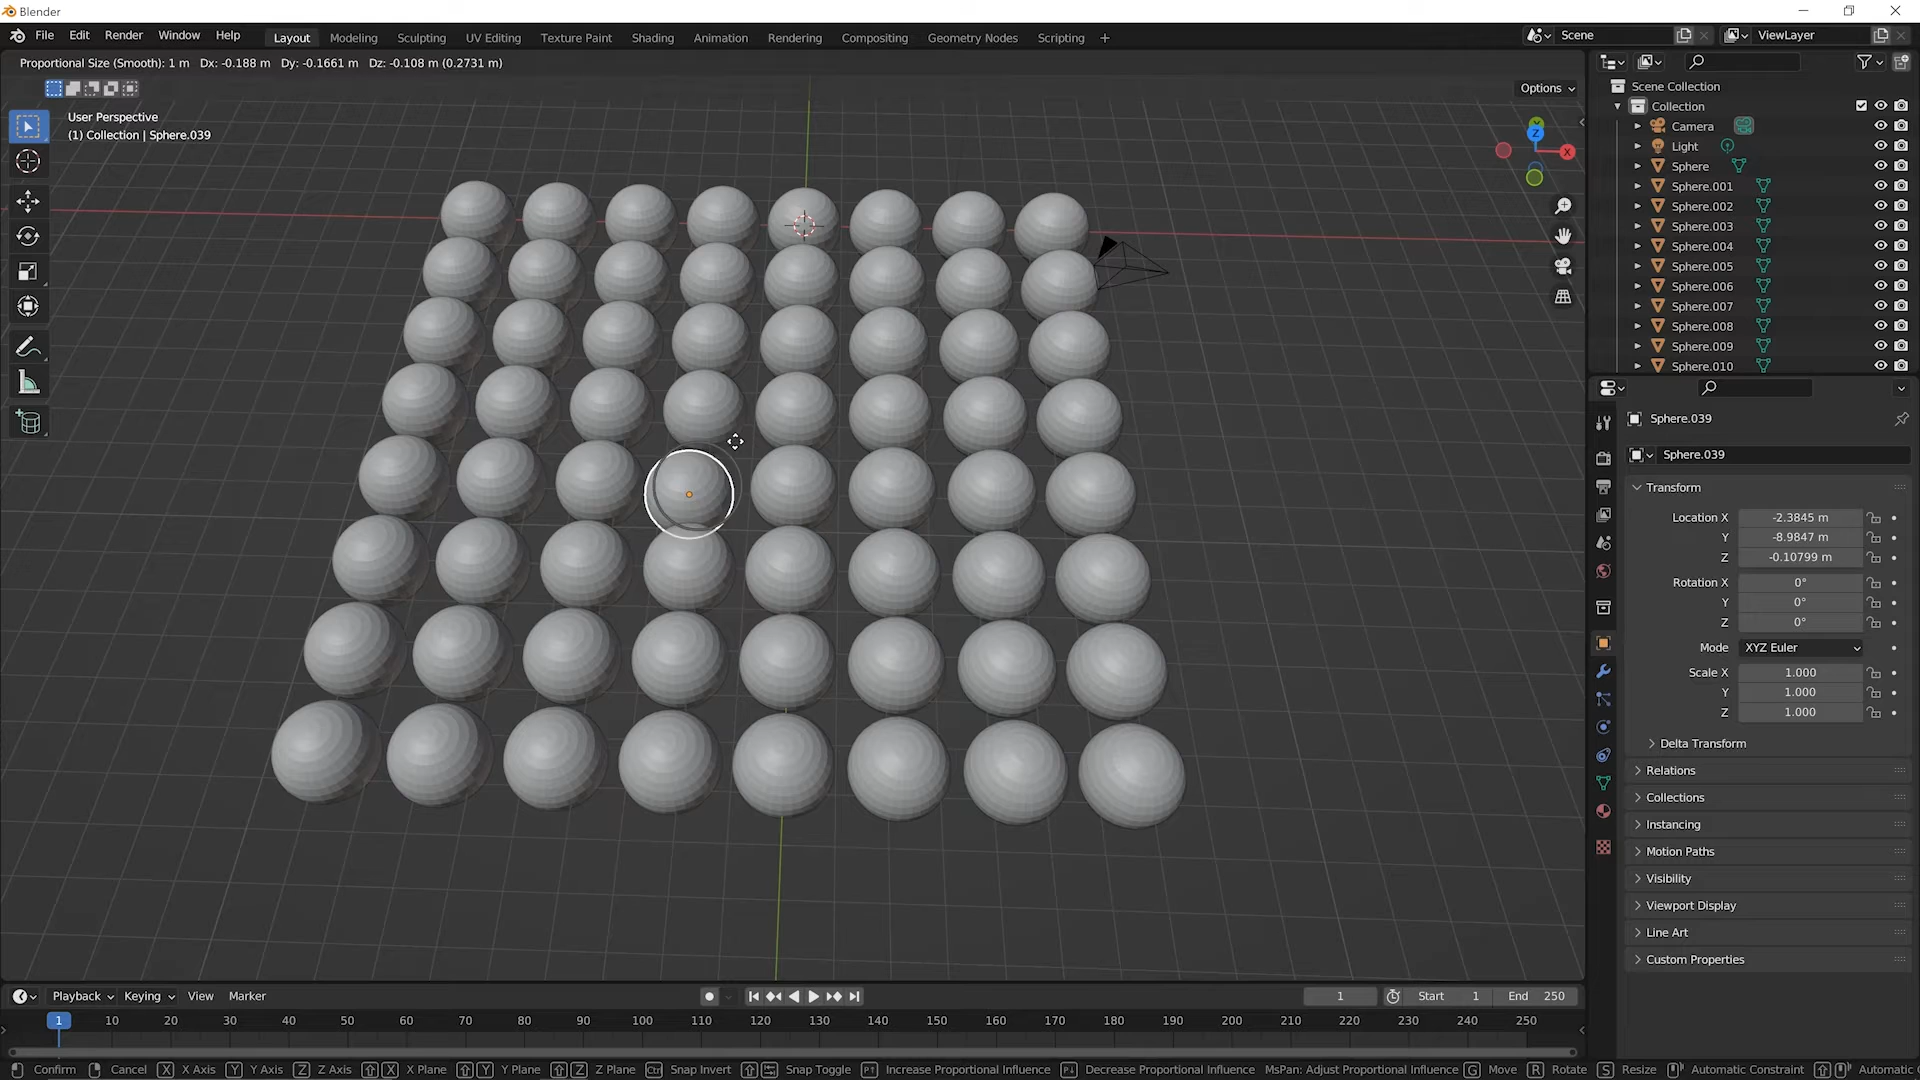 Blender
File Edit Render Window Help
Layout Modeling Sculpting UV Editing Texture Paint Shading Animation Rendering Compositing Geometry Nodes Scripting +
Scene
ViewLayer
Proportional Size (Smooth): 1 m Dx: -0.188 m Dy: -0.1661 m Dz: -0.108 m (0.2731 m)
Options
User Perspective
(1) Collection | Sphere.039
Z
X
Scene Collection
Collection
Camera
Light
Sphere
Sphere.001
Sphere.002
Sphere.003
Sphere.004
Sphere.005
Sphere.006
Sphere.007
Sphere.008
Sphere.009
Sphere.010
Sphere.039
Sphere.039
Transform
Location X -2.3845 m
Y -8.9847 m
Z -0.10799 m
Rotation X 0°
Y 0°
Z 0°
Mode XYZ Euler
Scale X 1.000
Y 1.000
Z 1.000
Delta Transform
Relations
Collections
Instancing
Motion Paths
Visibility
Viewport Display
Line Art
Custom Properties
Playback Keying View Marker
1 Start 1 End 250
1 10 20 30 40 50 60 70 80 90 100 110 120 130 140 150 160 170 180 190 200 210 220 230 240 250
Confirm Cancel X X Axis Y Y Axis Z Z Axis X X Plane Y Y Plane Z Z Plane Ctrl Snap Invert Snap Toggle Increase Proportional Influence Decrease Proportional Influence MsPan: Adjust Proportional Influence G Move R Rotate S Resize Automatic Constraint Automatic